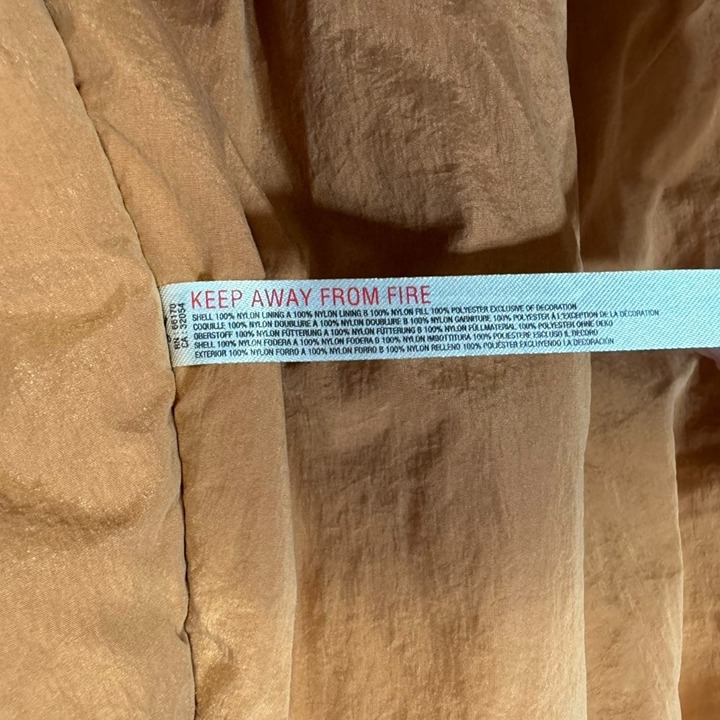 KEEP AWAY FROM FIRE
SHELL 100% NYLON LINING A 100% NYLON LINING B 100% NYLON FILL 100% POLYESTER EXCLUSIVE OF DECORATION
COQUILLE 100% NYLON DOUBLURE A 100% NYLON DOUBLURE B 100% NYLON GARNITURE 100% POLYESTER À L'EXCEPTION DE LA DÉCORATION
OBERSTOFF 100% NYLON FÜTTERUNG A 100% NYLON FÜTTERUNG B 100% NYLON FÜLLMATERIAL 100% POLYESTER OHNE DEKO
SHELL 100% NYLON FODERA A 100% NYLON FODERA B 100% NYLON IMBOTTITURA 100% POLIESTERE ESCLUSO IL DECORO
EXTERIOR 100% NYLON FORRO A 100% NYLON FORRO B 100% NYLON RELLENO 100% POLIÉSTER EXCLUYENDO LA DECORACIÓN
RN: 66170
CA: 32054